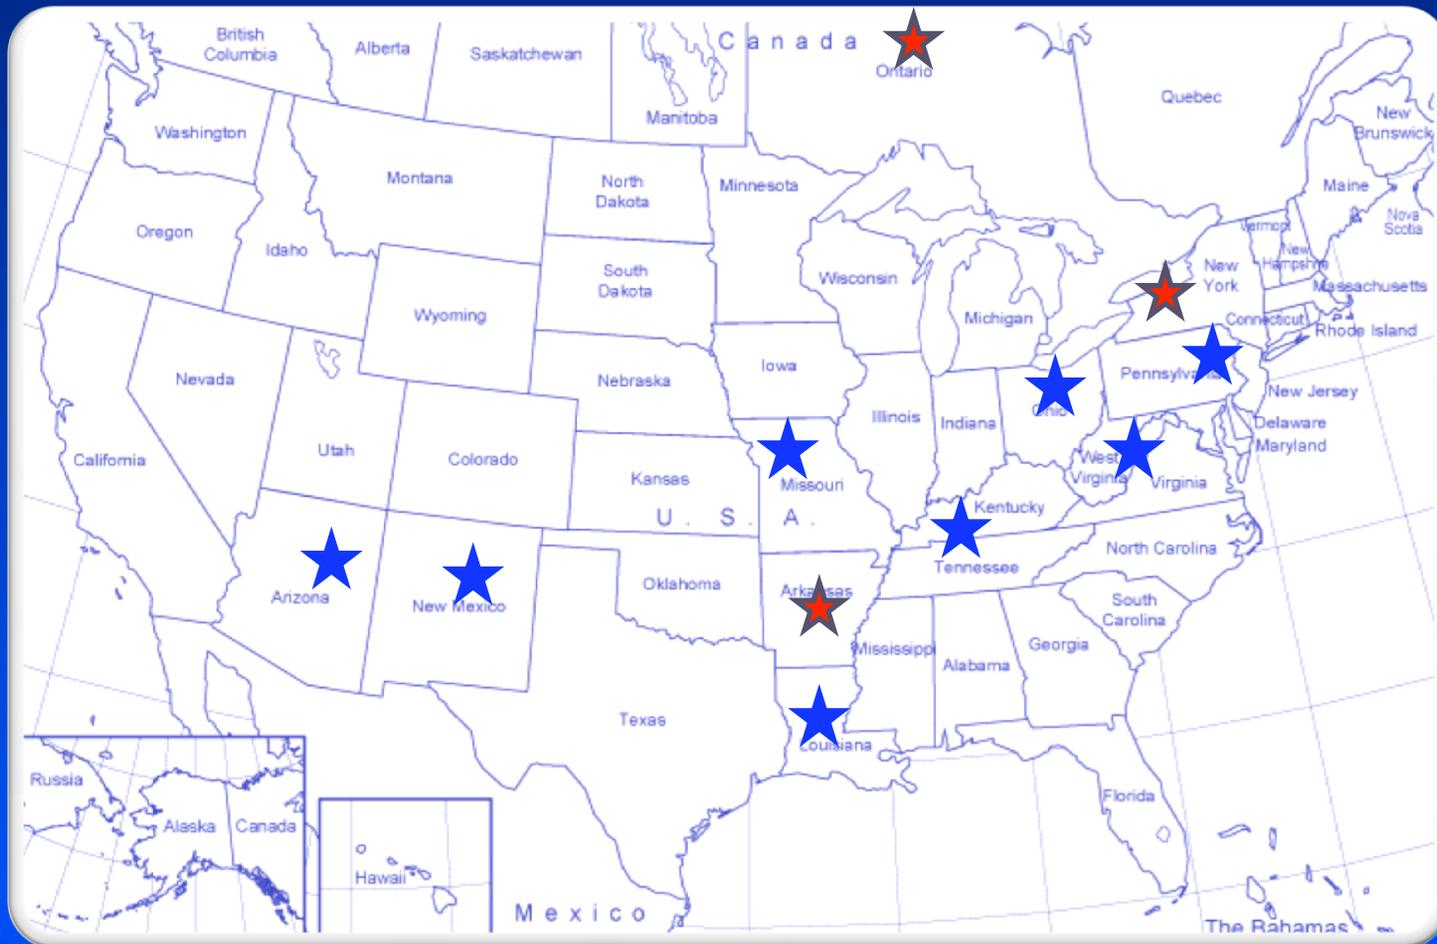 British
Columbia
Alberta
Saskatchewan
Canada
Ontario
Manitoba
Quebec
New
Brunswick
Washington
Montana
North
Dakota
Minnesota
Maine
Nova
Scotia
Oregon
Idaho
South
Dakota
Wisconsin
Vermont
New
Hampshire
New
York
Massachusetts
Wyoming
Michigan
Connecticut
Rhode Island
Nevada
Nebraska
Iowa
Pennsylvania
New Jersey
Illinois
Indiana
Ohio
Delaware
Maryland
California
Utah
Colorado
Kansas
Missouri
West
Virginia
Virginia
U. S. A.
Kentucky
North Carolina
Tennessee
Arizona
New Mexico
Oklahoma
Arkansas
South
Carolina
Mississippi
Alabama
Georgia
Texas
Louisiana
Russia
Alaska
Canada
Florida
Hawaii
Mexico
The Bahamas